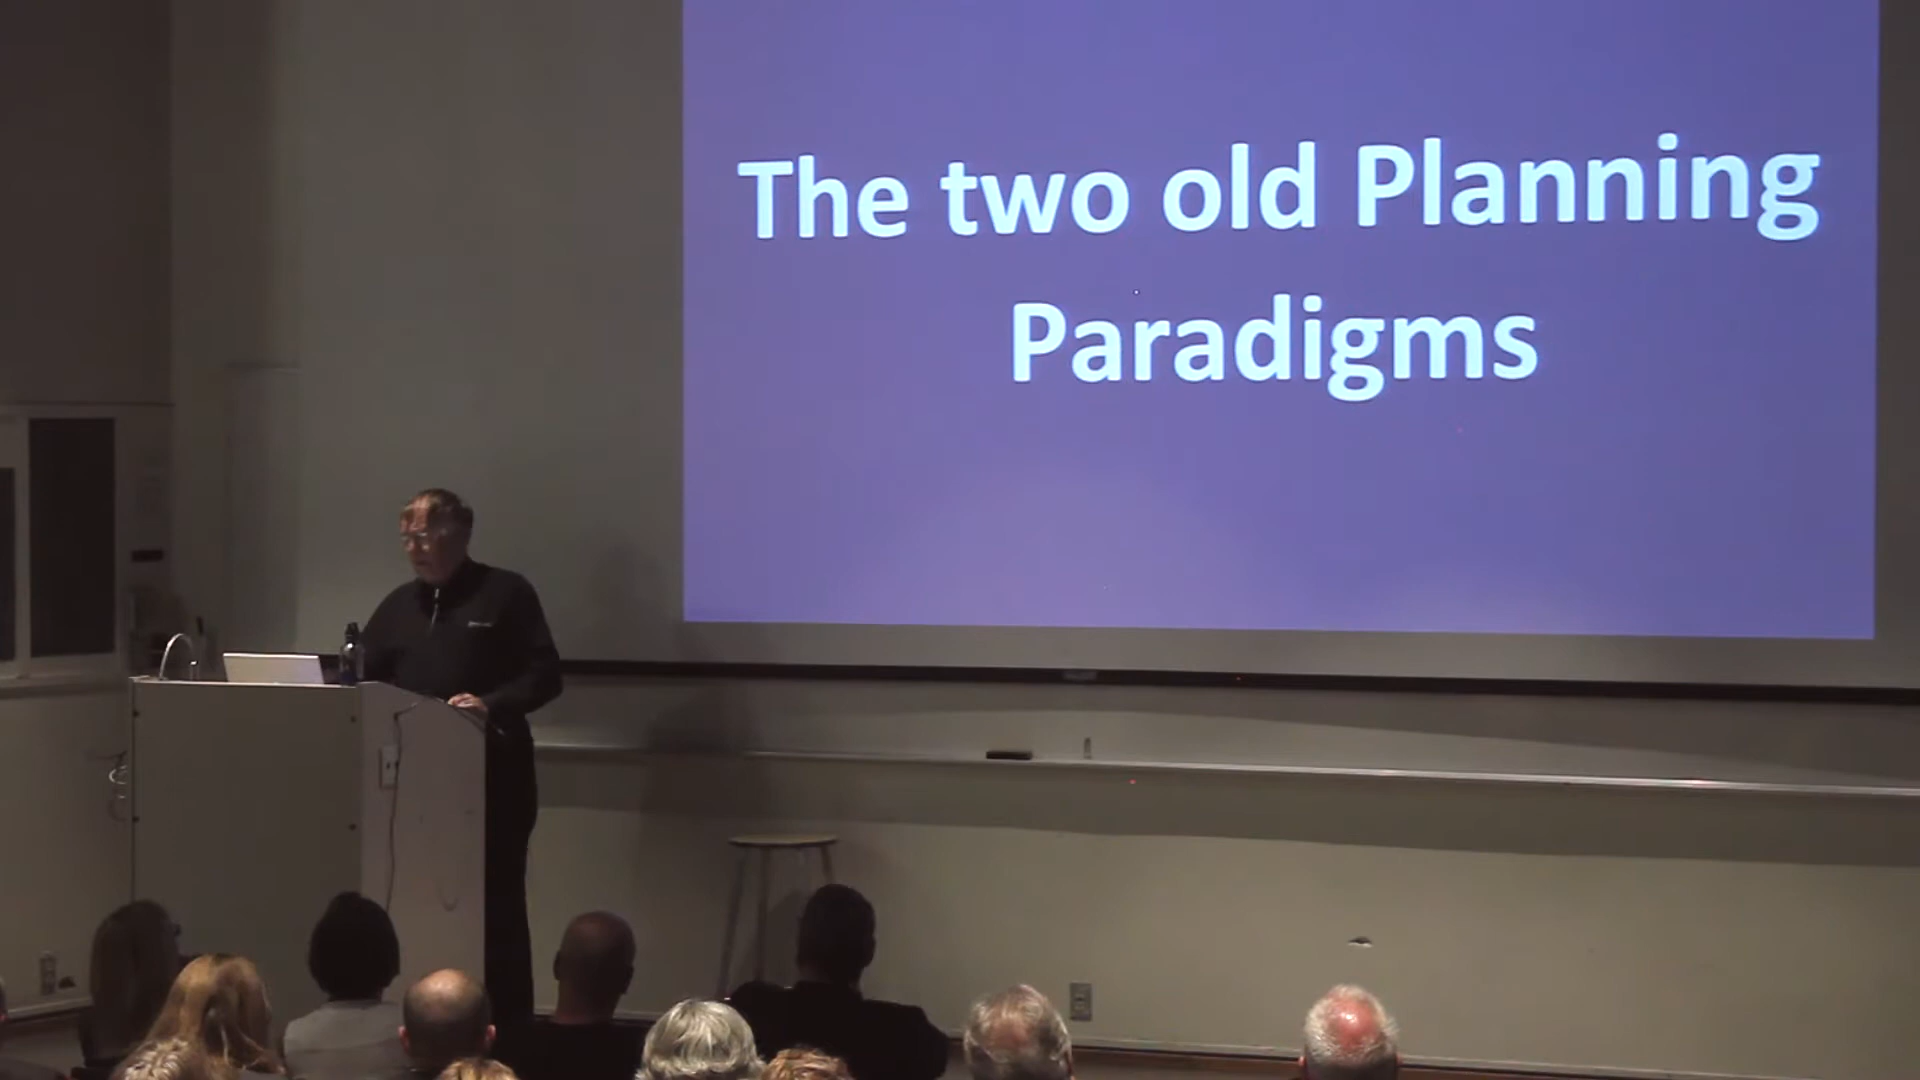 The two old Planning
Paradigms